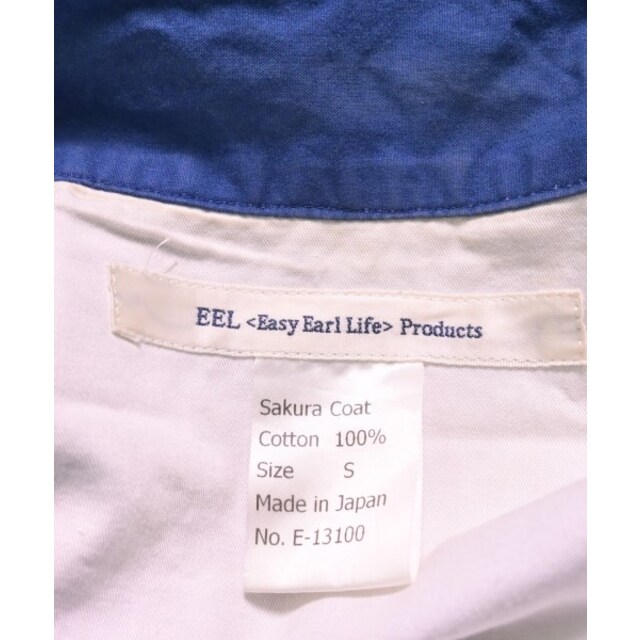 EEL <Easy Earl Life> Products
Sakura Coat
Cotton 100%
Size S
Made in Japan
No. E-13100